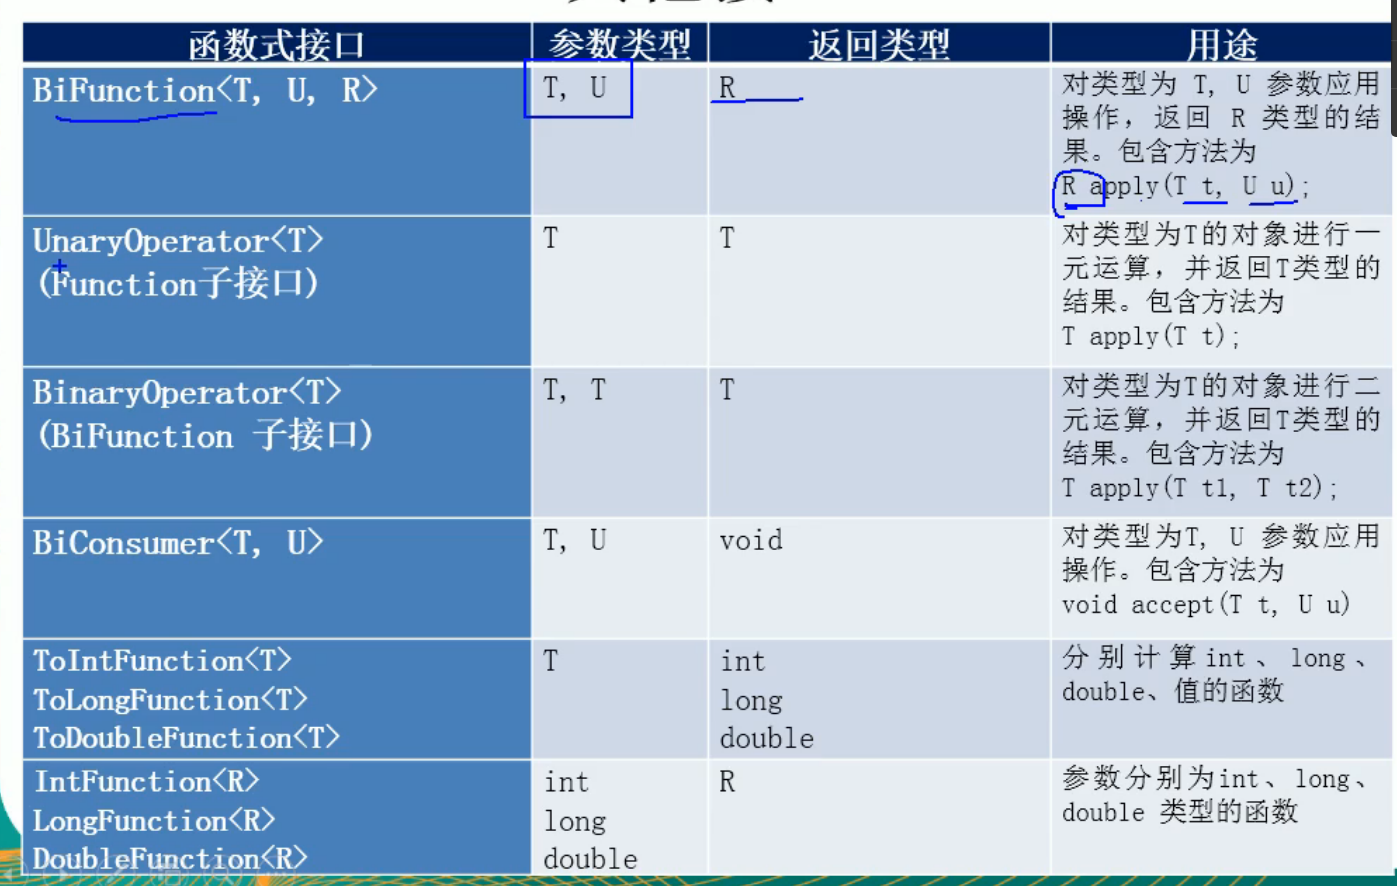 函数式接口 参数类型 返回类型 用途
BiFunction<T, U, R>
T, U
R
对类型为 T, U 参数应用
操作，返回 R 类型的结
果。包含方法为
R apply(T t, U u);
UnaryOperator<T>
(Function子接口)
T
T
对类型为T的对象进行一
元运算，并返回T类型的
结果。包含方法为
T apply(T t);
BinaryOperator<T>
(BiFunction 子接口)
T, T
T
对类型为T的对象进行二
元运算，并返回T类型的
结果。包含方法为
T apply(T t1, T t2);
BiConsumer<T, U>
T, U
void
对类型为T, U 参数应用
操作。包含方法为
void accept(T t, U u)
ToIntFunction<T>
ToLongFunction<T>
ToDoubleFunction<T>
T
int
long
double
分别计算int、long、
double、值的函数
IntFunction<R>
LongFunction<R>
DoubleFunction<R>
int
long
double
R
参数分别为int、long、
double 类型的函数